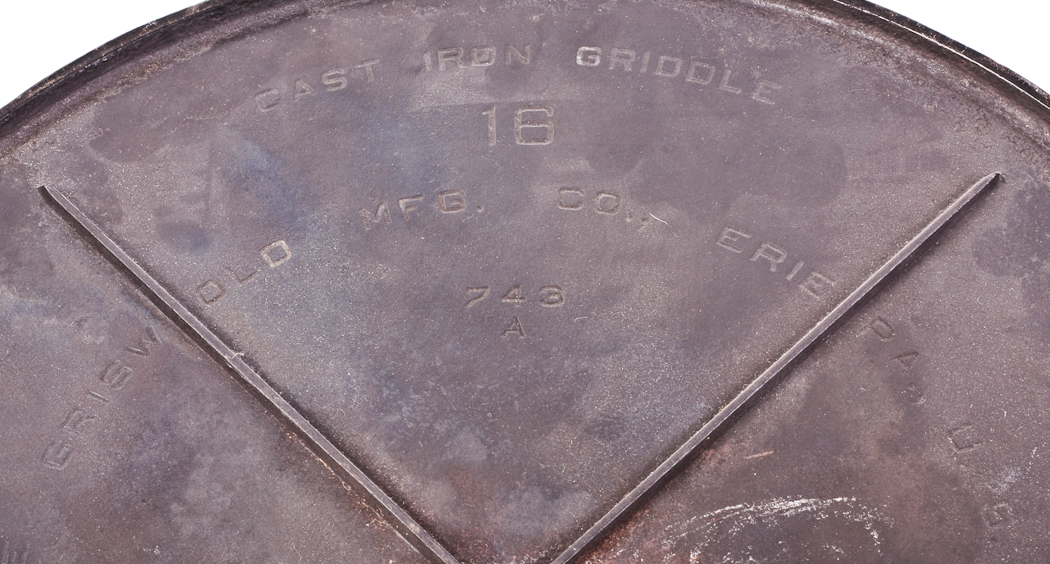 CAST IRON GRIDDLE
16
GRISWOLD MFG. CO., ERIE PA., U.S.
743
A